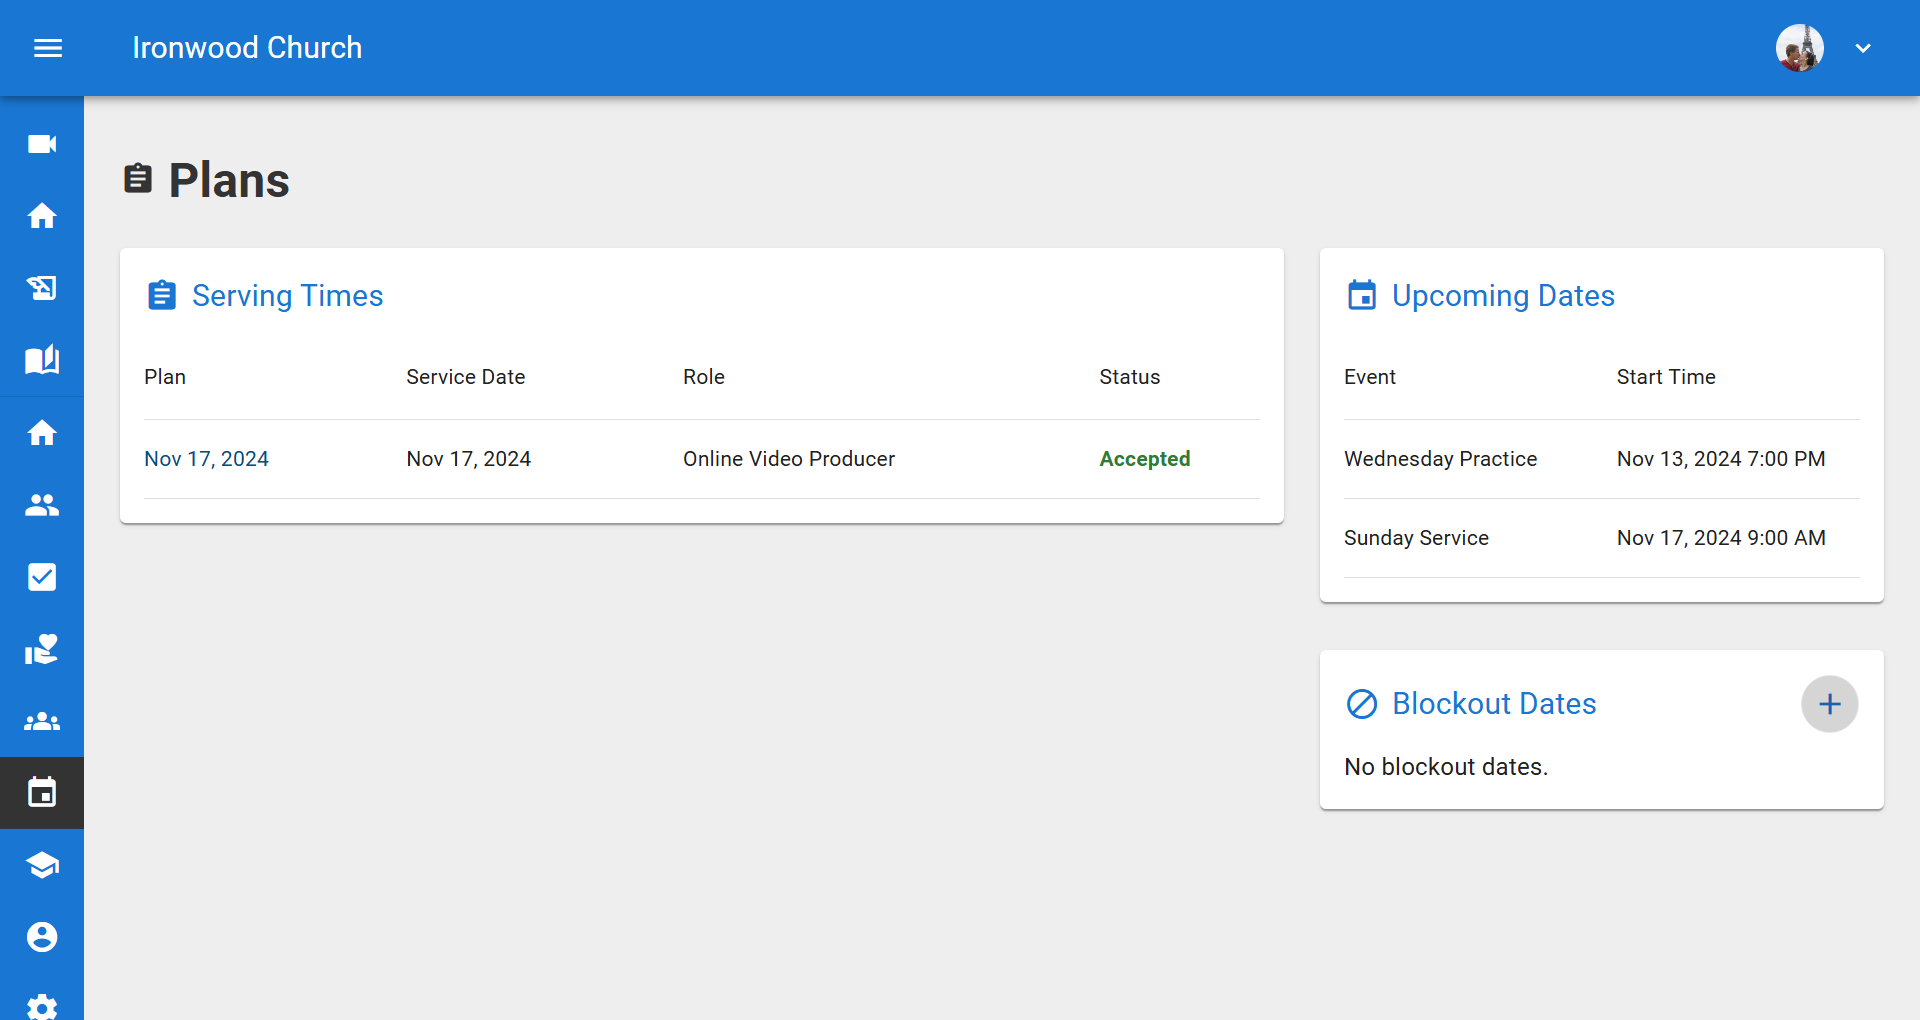 Ironwood Church
Plans
Serving Times
Plan Service Date Role Status
Nov 17, 2024 Nov 17, 2024 Online Video Producer Accepted
Upcoming Dates
Event Start Time
Wednesday Practice Nov 13, 2024 7:00 PM
Sunday Service Nov 17, 2024 9:00 AM
Blockout Dates
No blockout dates.